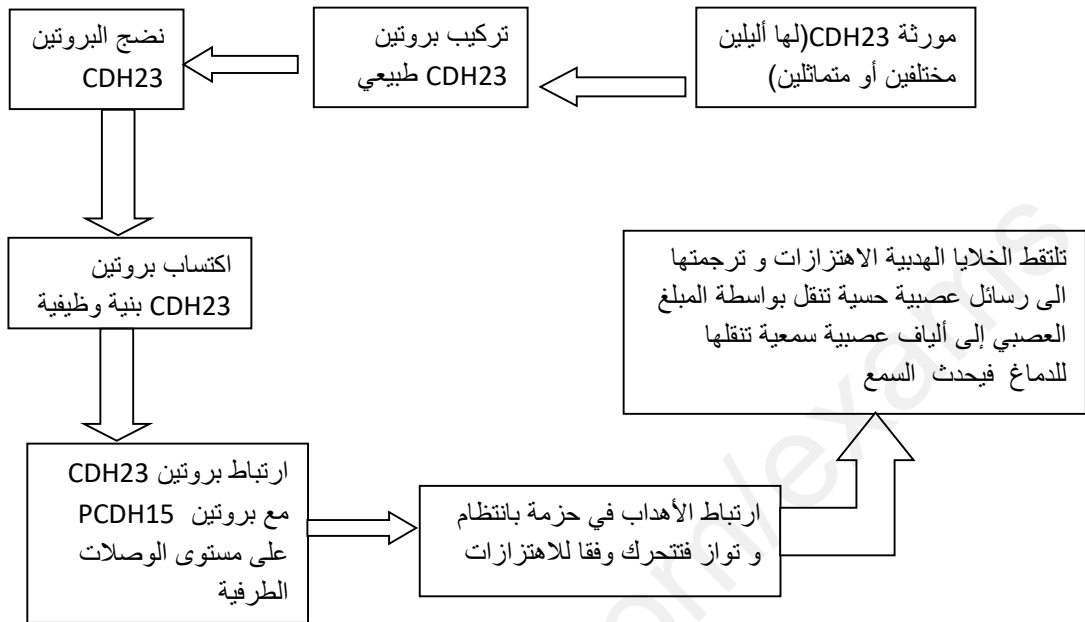 مورثة CDH23(لها أليلين
مختلفين أو متماثلين)
تركيب بروتين
CDH23 طبيعي
نضج البروتين
CDH23
اكتساب بروتين
CDH23 بنية وظيفية
ارتباط بروتين CDH23
مع بروتين PCDH15
على مستوى الوصلات
الطرفية
ارتباط الأهداب في حزمة بانتظام
و تواز فتتحرك وفقا للاهتزازات
تلتقط الخلايا الهدبية الاهتزازات و ترجمتها
الى رسائل عصبية حسية تنقل بواسطة المبلغ
العصبي إلى ألياف عصبية سمعية تنقلها
للدماغ فيحدث السمع
om/exams